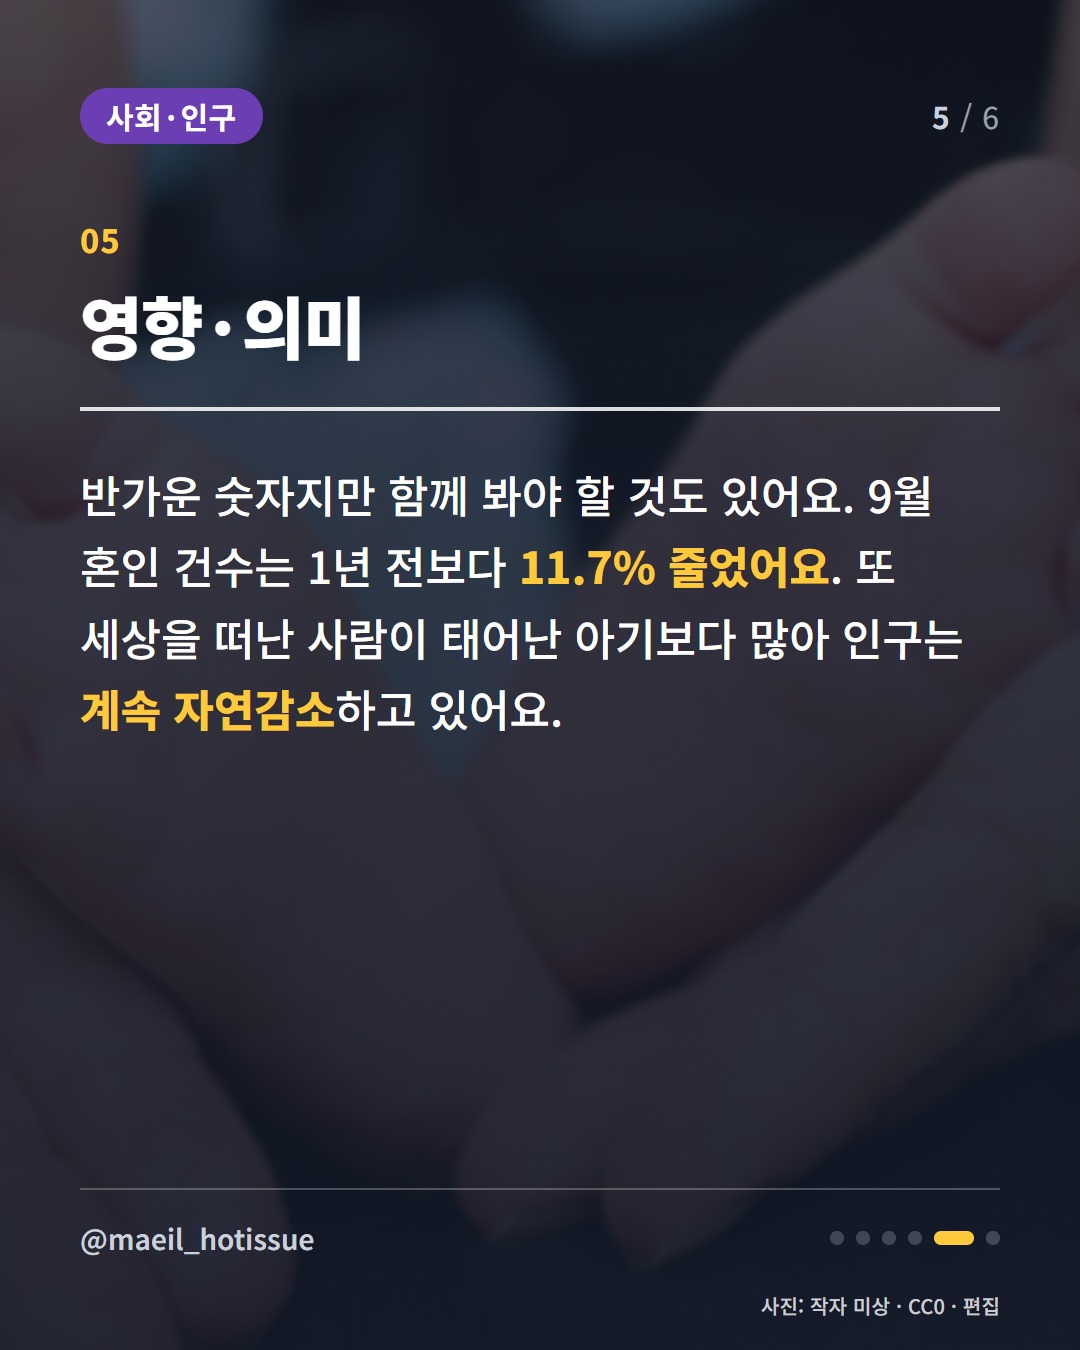 사회·인구
5 / 6
05
영향·의미
반가운 숫자지만 함께 봐야 할 것도 있어요. 9월
혼인 건수는 1년 전보다 11.7% 줄었어요. 또
세상을 떠난 사람이 태어난 아기보다 많아 인구는
계속 자연감소하고 있어요.
@maeil_hotissue
사진: 작자 미상 · CC0 · 편집